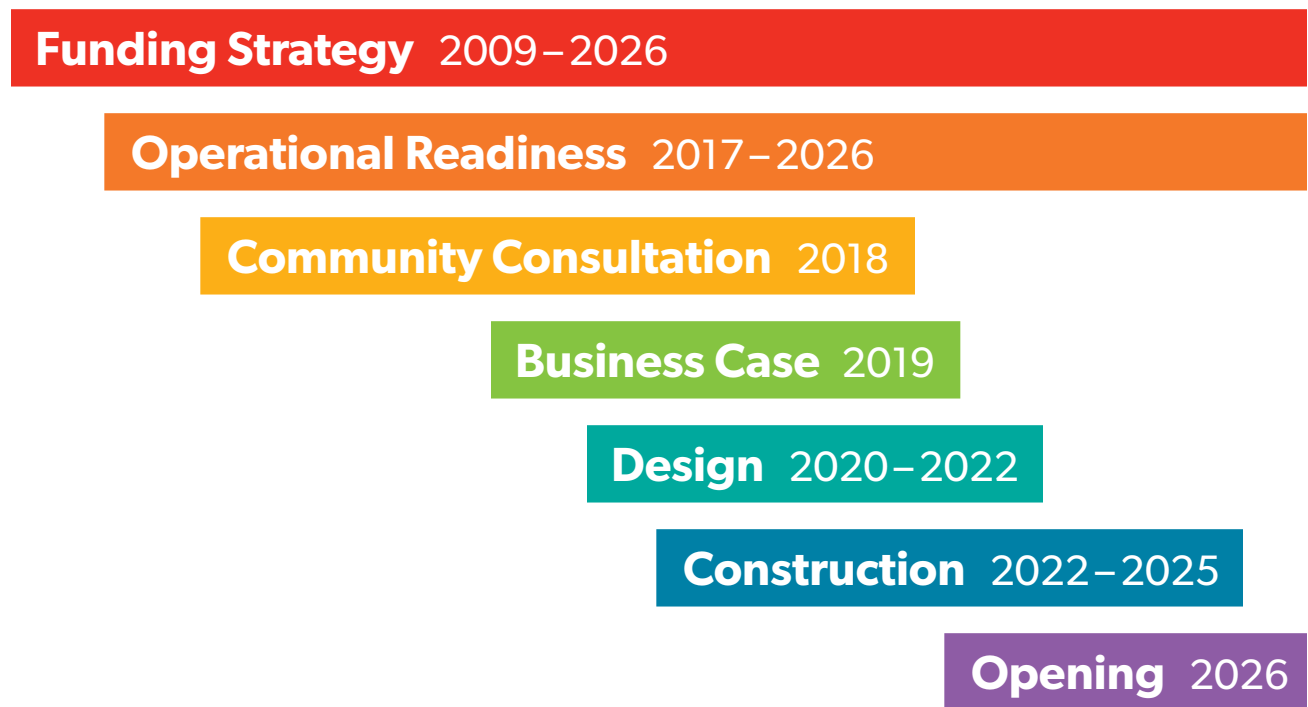 Funding Strategy 2009–2026
Operational Readiness 2017–2026
Community Consultation 2018
Business Case 2019
Design 2020–2022
Construction 2022–2025
Opening 2026